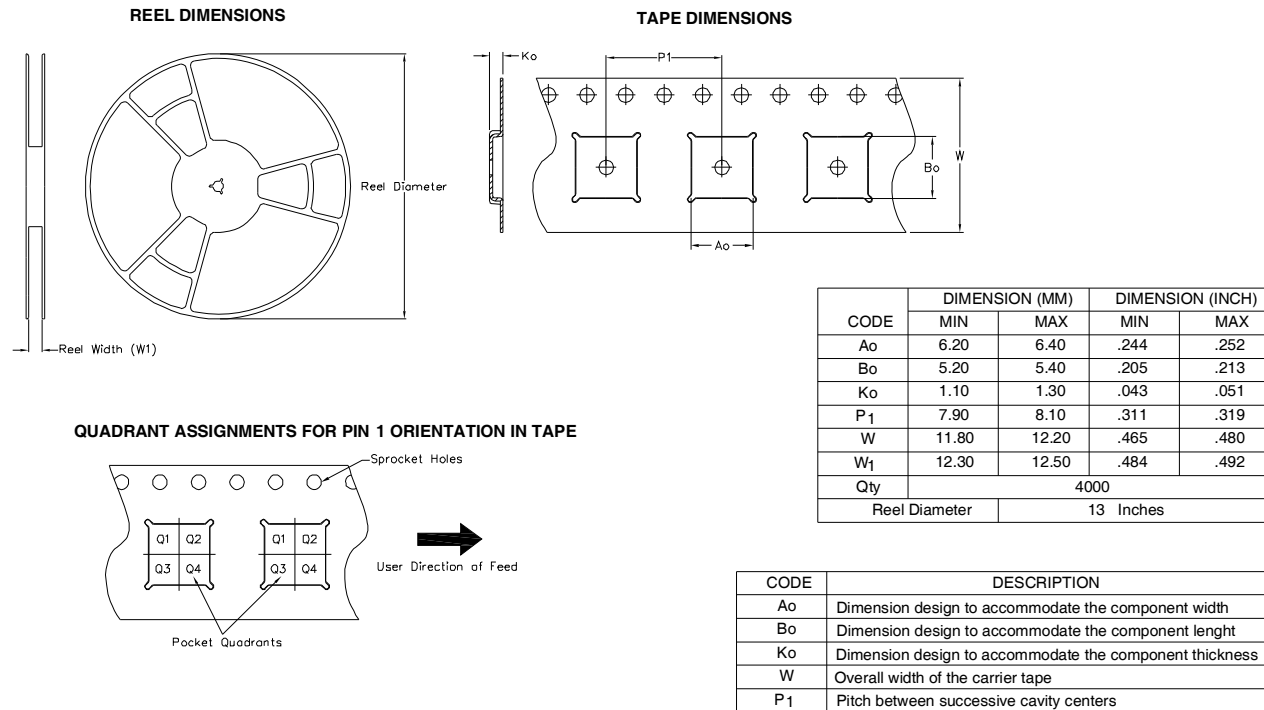 REEL DIMENSIONS
TAPE DIMENSIONS
Ko
P1
Reel Diameter
Bo
W
Ao
Reel Width (W1)
DIMENSION (MM) DIMENSION (INCH)
CODE MIN MAX MIN MAX
Ao 6.20 6.40 .244 .252
Bo 5.20 5.40 .205 .213
Ko 1.10 1.30 .043 .051
P1 7.90 8.10 .311 .319
W 11.80 12.20 .465 .480
W1 12.30 12.50 .484 .492
Qty 4000
Reel Diameter 13 Inches
QUADRANT ASSIGNMENTS FOR PIN 1 ORIENTATION IN TAPE
Sprocket Holes
Q1 Q2 Q1 Q2
Q3 Q4 Q3 Q4
User Direction of Feed
Pocket Quadrants
CODE DESCRIPTION
Ao Dimension design to accommodate the component width
Bo Dimension design to accommodate the component lenght
Ko Dimension design to accommodate the component thickness
W Overall width of the carrier tape
P1 Pitch between successive cavity centers